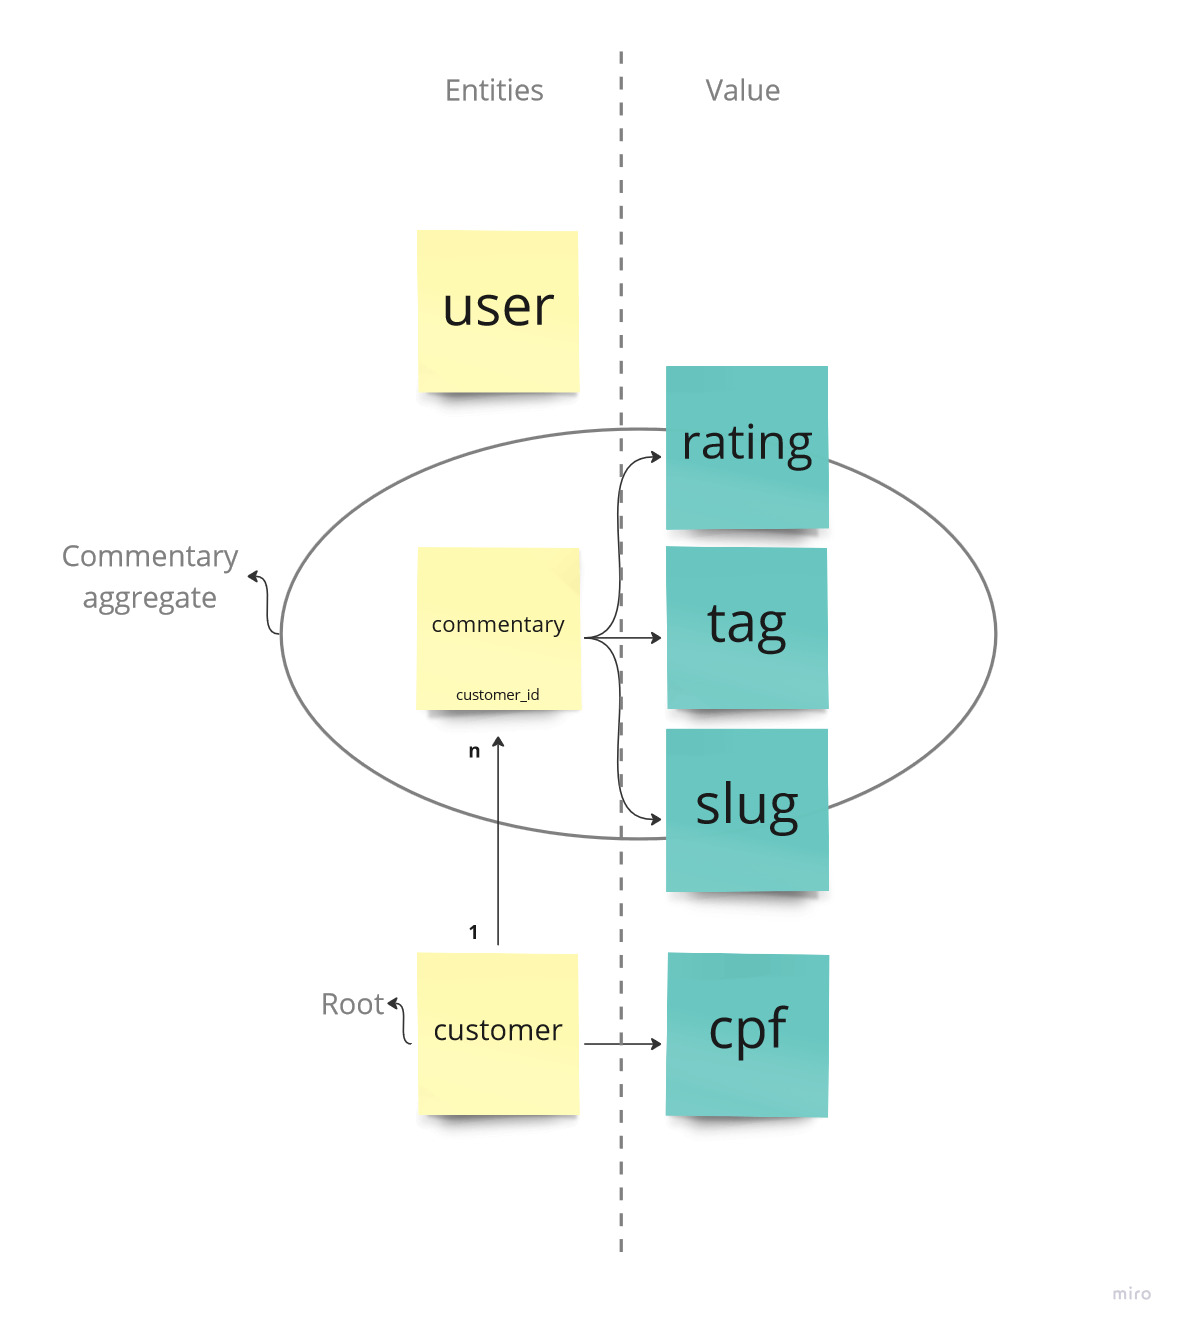 Entities
Value
user
rating
Commentary
aggregate
commentary
customer_id
tag
n
slug
1
Root
customer
cpf
miro